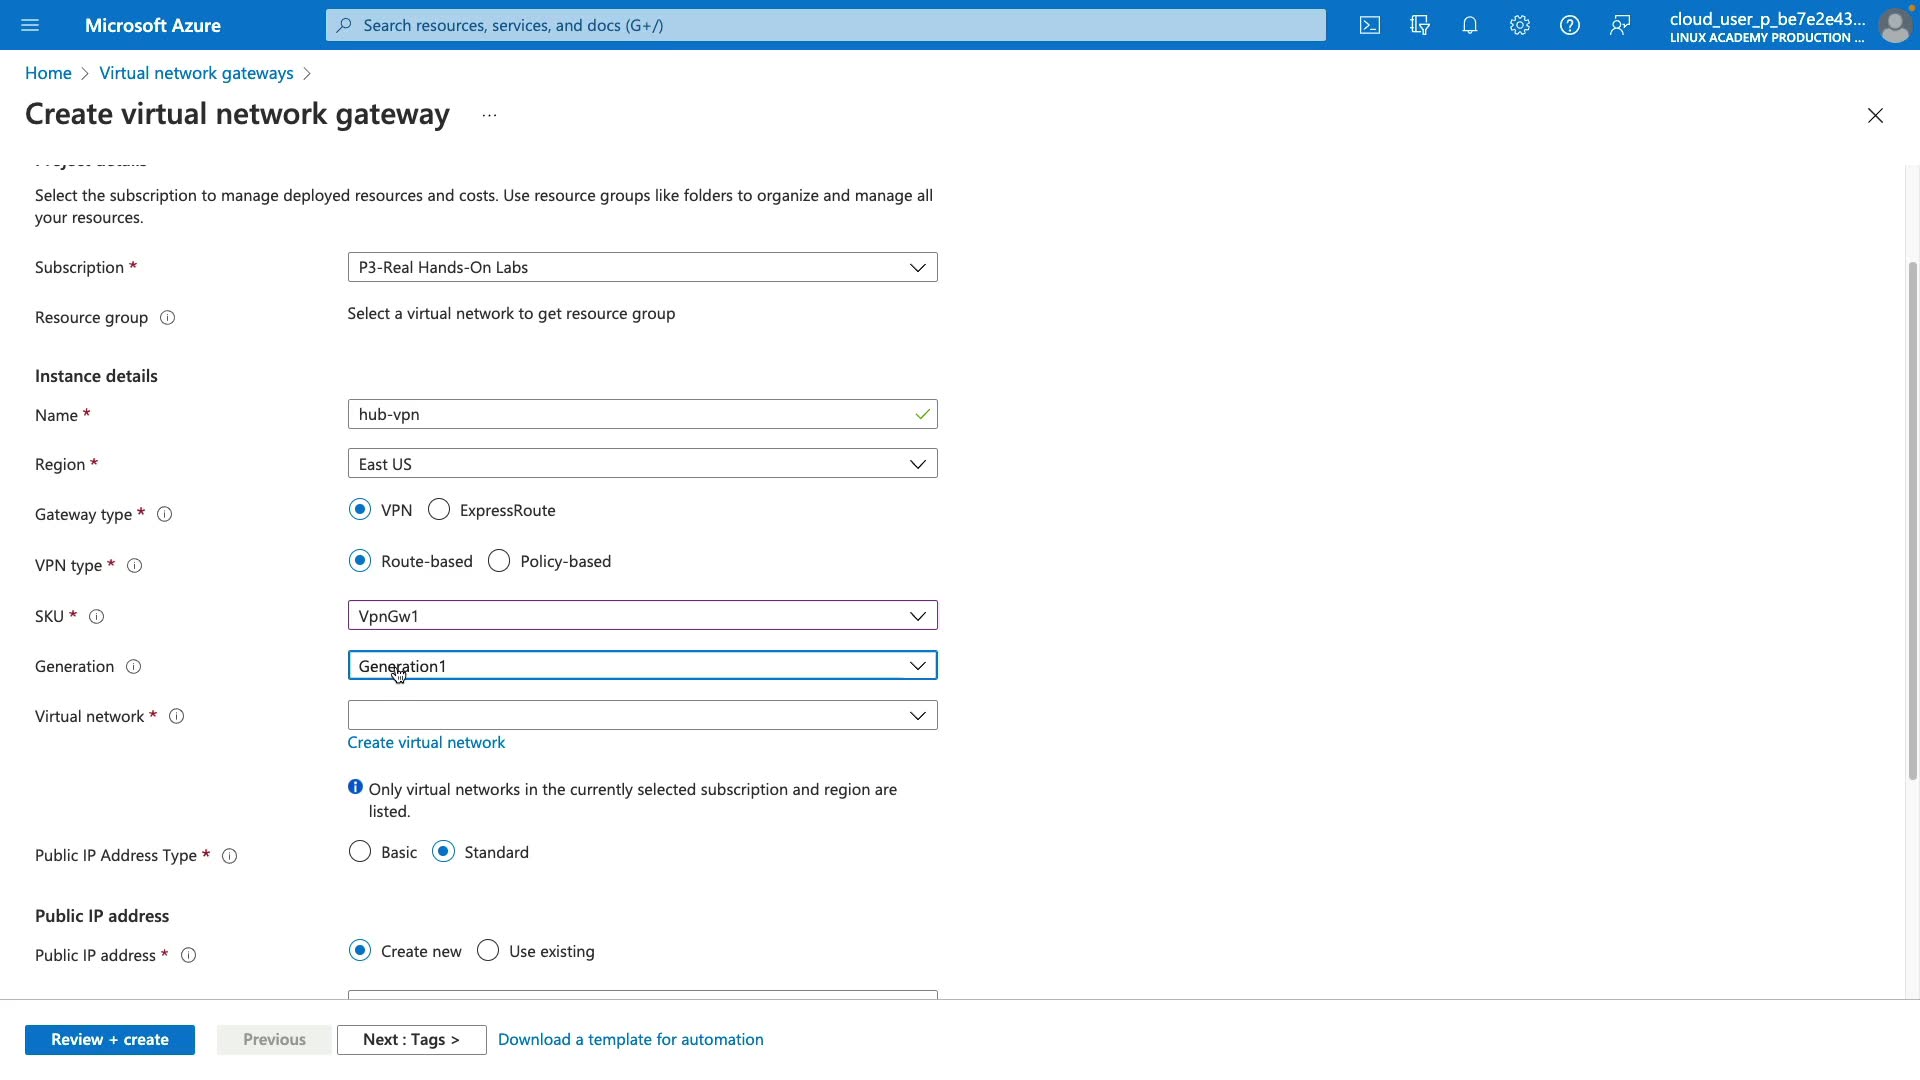 Microsoft Azure
Search resources, services, and docs (G+/)
cloud_user_p_be7e2e43...
LINUX ACADEMY PRODUCTION ...
Home
Virtual network gateways
Create virtual network gateway
...
Project details
Select the subscription to manage deployed resources and costs. Use resource groups like folders to organize and manage all
your resources.
Subscription *
P3-Real Hands-On Labs
Resource group
Select a virtual network to get resource group
Instance details
Name *
hub-vpn
Region *
East US
Gateway type *
VPN
ExpressRoute
VPN type *
Route-based
Policy-based
SKU *
VpnGw1
Generation
Generation1
Virtual network *
Create virtual network
Only virtual networks in the currently selected subscription and region are
listed.
Public IP Address Type *
Basic
Standard
Public IP address
Public IP address *
Create new
Use existing
Review + create
Previous
Next : Tags >
Download a template for automation